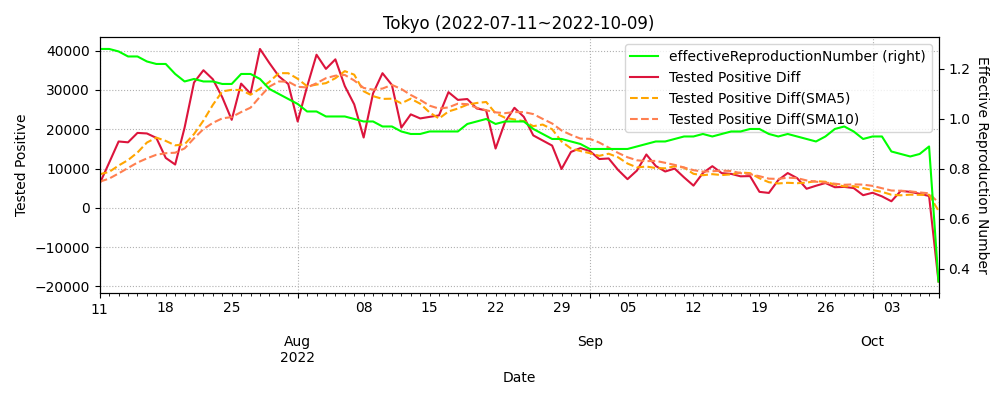 Tokyo (2022-07-11~2022-10-09)
effectiveReproductionNumber (right)
Tested Positive Diff
Tested Positive Diff(SMA5)
Tested Positive Diff(SMA10)
Tested Positive
40000
30000
20000
10000
0
−10000
−20000
1.2
1.0
0.8
0.6
0.4
Effective Reproduction Number
11 18 25 08 15 22 29 05 12 19 26 03
Aug Sep Oct
2022
Date